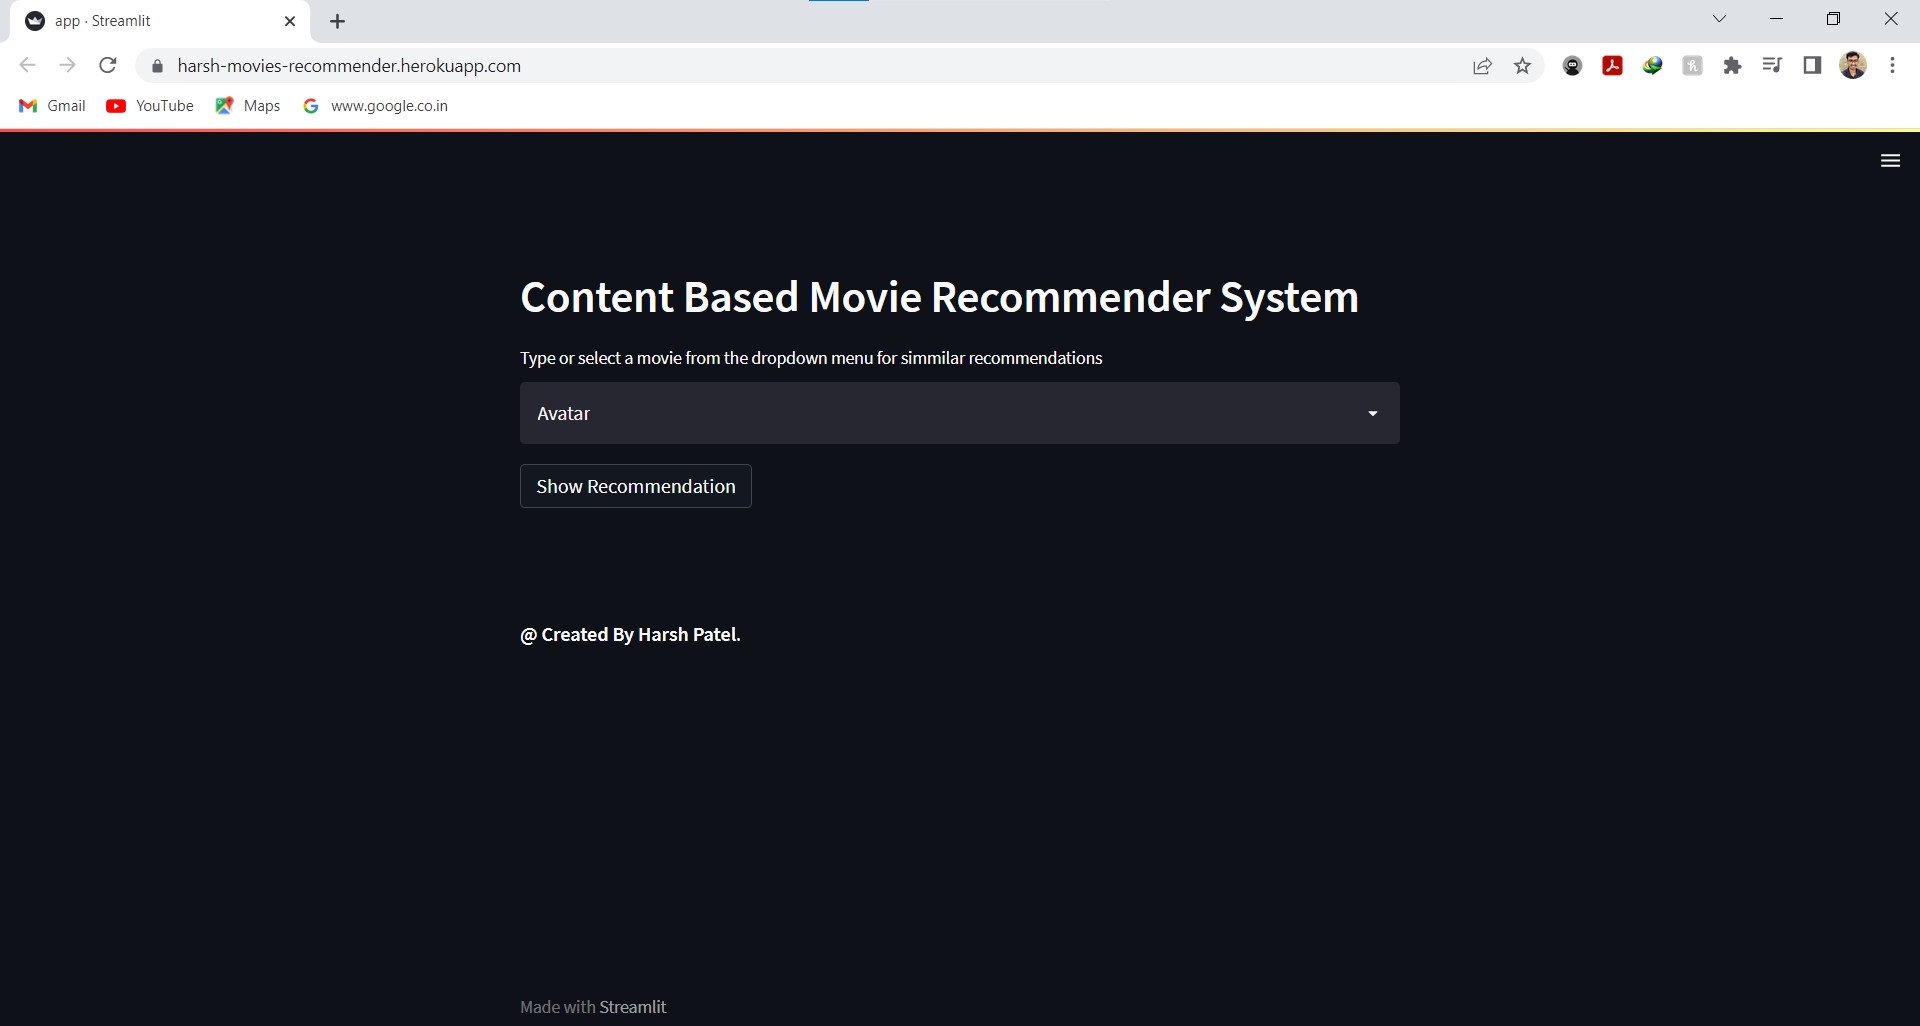 app · Streamlit
harsh-movies-recommender.herokuapp.com
Gmail YouTube Maps www.google.co.in
Content Based Movie Recommender System
Type or select a movie from the dropdown menu for simmilar recommendations
Avatar
Show Recommendation
@ Created By Harsh Patel.
Made with Streamlit